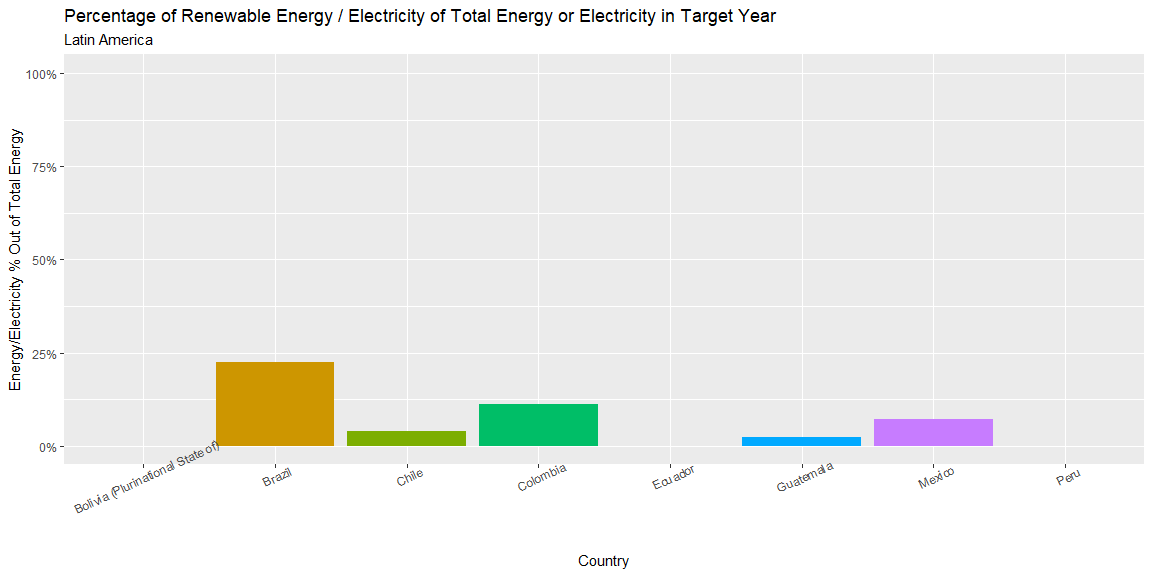 Percentage of Renewable Energy / Electricity of Total Energy or Electricity in Target Year
Latin America
Energy/Electricity % Out of Total Energy
100%
75%
50%
25%
0%
Bolivia (Plurinational State of)
Brazil
Chile
Colombia
Ecuador
Guatemala
Mexico
Peru
Country